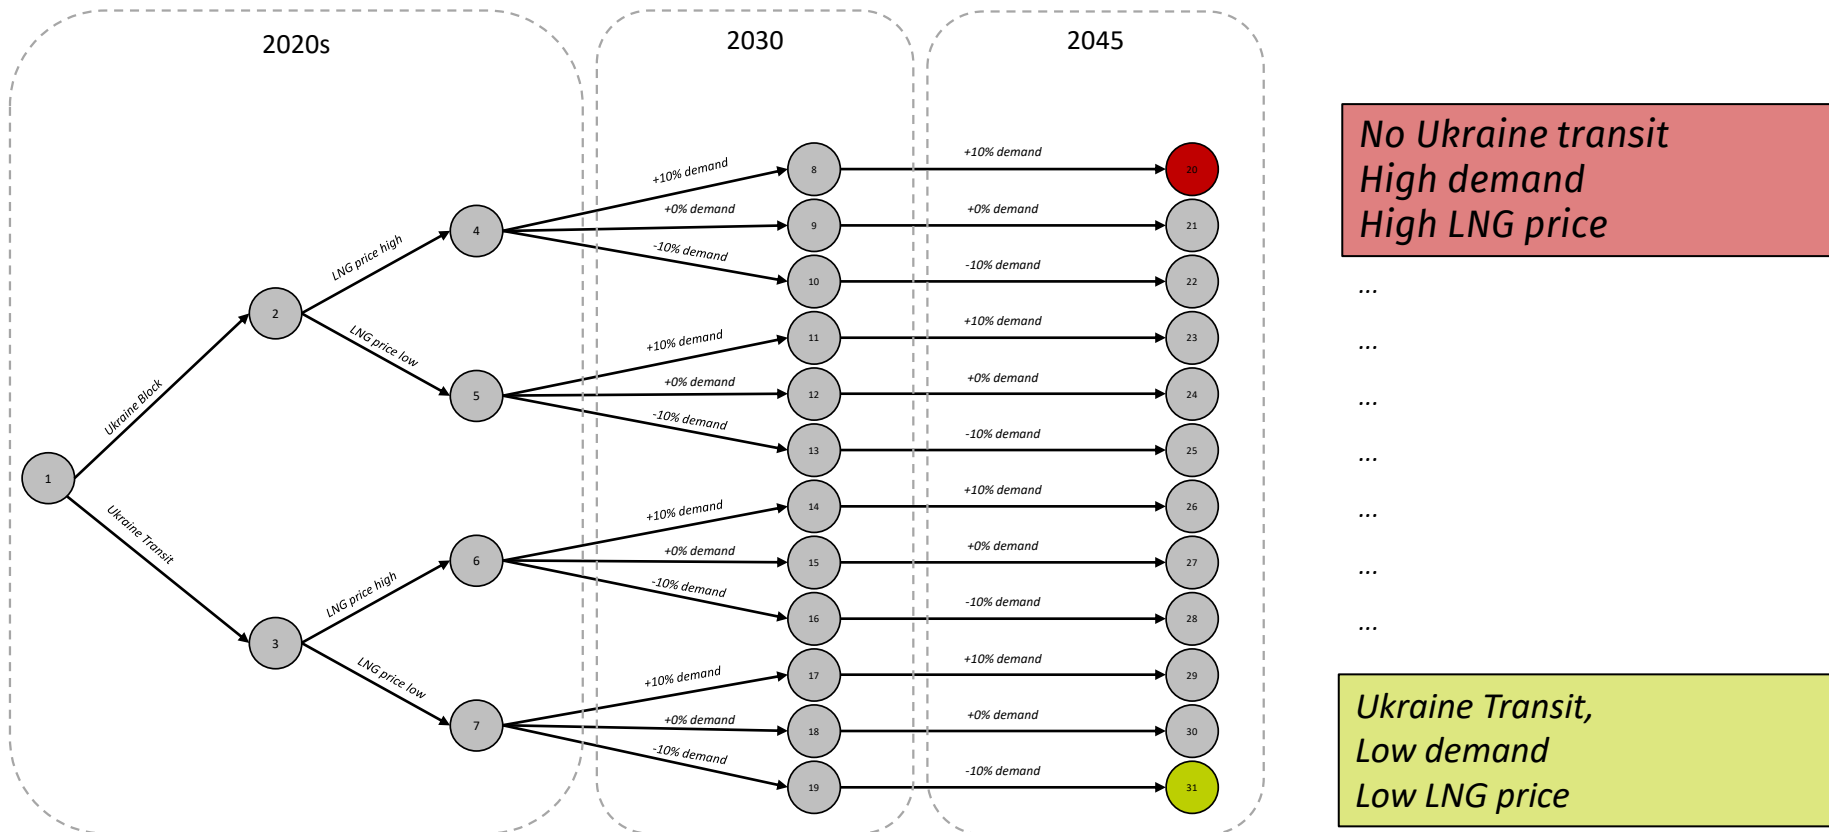 2020s
2030
2045
Ukraine Block
Ukraine Transit
LNG price high
LNG price low
LNG price high
LNG price low
+10% demand
+0% demand
-10% demand
+10% demand
+0% demand
-10% demand
+10% demand
+0% demand
-10% demand
+10% demand
+0% demand
-10% demand
+10% demand
+0% demand
-10% demand
+10% demand
+0% demand
-10% demand
+10% demand
+0% demand
-10% demand
+10% demand
+0% demand
-10% demand
1
2
3
4
5
6
7
8
9
10
11
12
13
14
15
16
17
18
19
20
21
22
23
24
25
26
27
28
29
30
31
No Ukraine transit
High demand
High LNG price
...
...
...
...
...
...
...
Ukraine Transit,
Low demand
Low LNG price